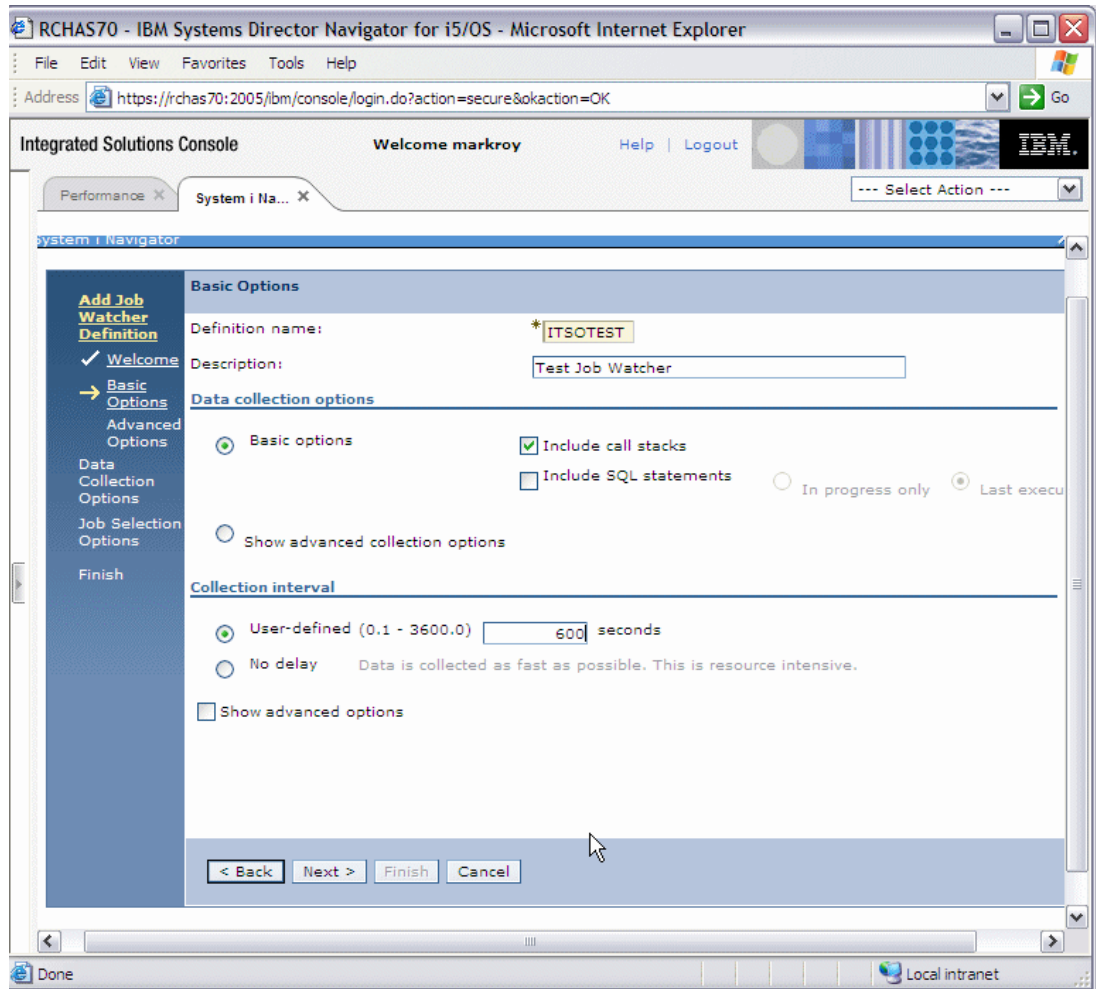 RCHAS70 - IBM Systems Director Navigator for i5/OS - Microsoft Internet Explorer
File Edit View Favorites Tools Help
Address https://rchas70:2005/ibm/console/login.do?action=secure&okaction=OK Go
Integrated Solutions Console Welcome markroy Help | Logout IBM.
Performance System i Na... --- Select Action ---
System i Navigator
Add Job
Watcher
Definition
Welcome
Basic
Options
Advanced
Options
Data
Collection
Options
Job Selection
Options
Finish
Basic Options
Definition name: *ITSOTEST
Description: Test Job Watcher
Data collection options
Basic options Include call stacks
Include SQL statements In progress only Last execu
Show advanced collection options
Collection interval
User-defined (0.1 - 3600.0) 600 seconds
No delay Data is collected as fast as possible. This is resource intensive.
Show advanced options
< Back Next > Finish Cancel
Done Local intranet